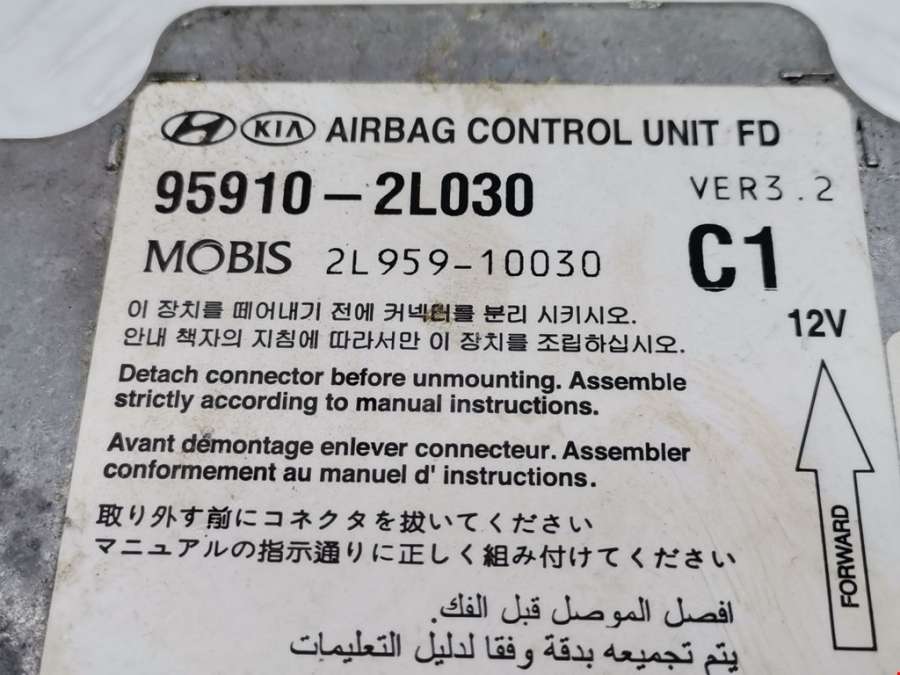 KIA AIRBAG CONTROL UNIT FD
95910-2L030 VER3.2
MOBIS 2L959-10030 C1
이 장치를 떼어내기 전에 커넥터를 분리 시키시오.
안내 책자의 지침에 따라서만 이 장치를 조립하십시오.
12V
Detach connector before unmounting. Assemble
strictly according to manual instructions.
Avant démontage enlever connecteur. Assembler
conformement au manuel d' instructions.
取り外す前にコネクタを抜いてください
マニュアルの指示通りに正しく組み付けてください
FORWARD
افصل الموصل قبل الفك.
يتم تجميعه بدقة وفقا لدليل التعليمات